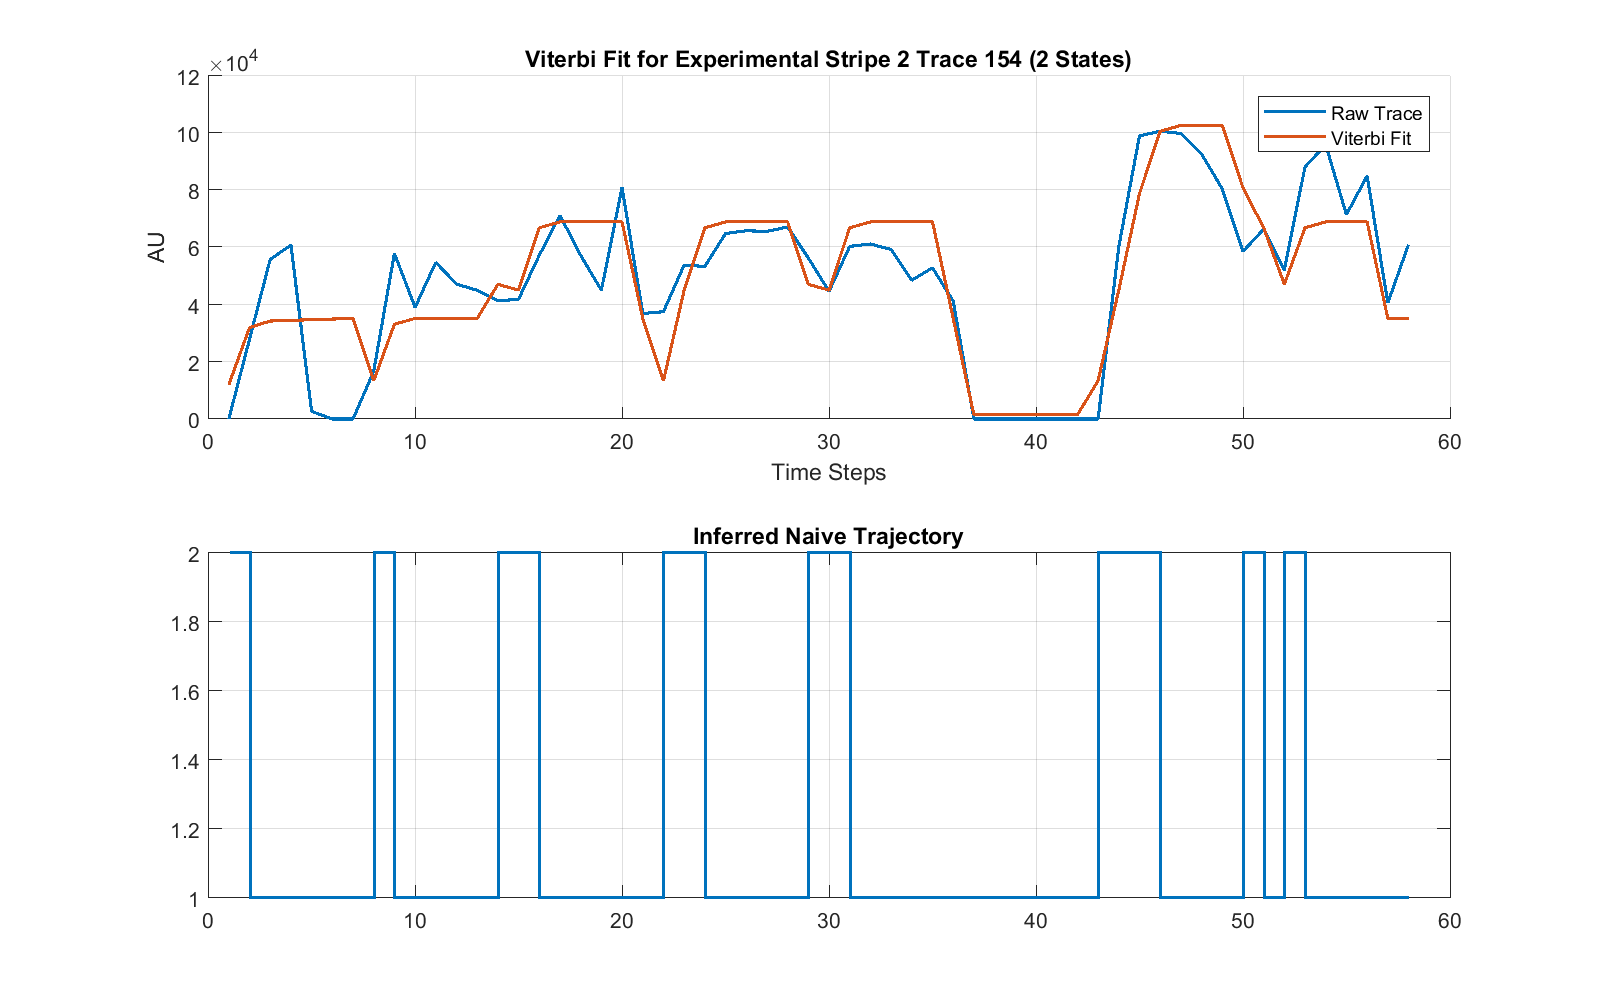 Viterbi Fit for Experimental Stripe 2 Trace 154 (2 States)
×10^4
12
10
8
6
4
2
0
AU
Raw Trace
Viterbi Fit
0 10 20 30 40 50 60
Time Steps
Inferred Naive Trajectory
2
1.8
1.6
1.4
1.2
1
0 10 20 30 40 50 60